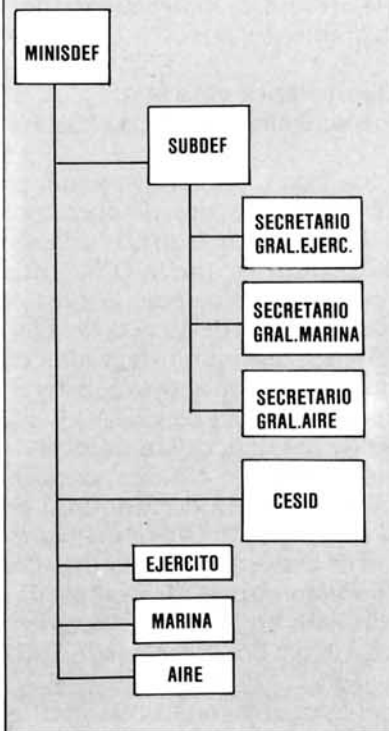 MINISDEF
SUBDEF
SECRETARIO
GRAL.EJERC.
SECRETARIO
GRAL.MARINA
SECRETARIO
GRAL.AIRE
CESID
EJERCITO
MARINA
AIRE